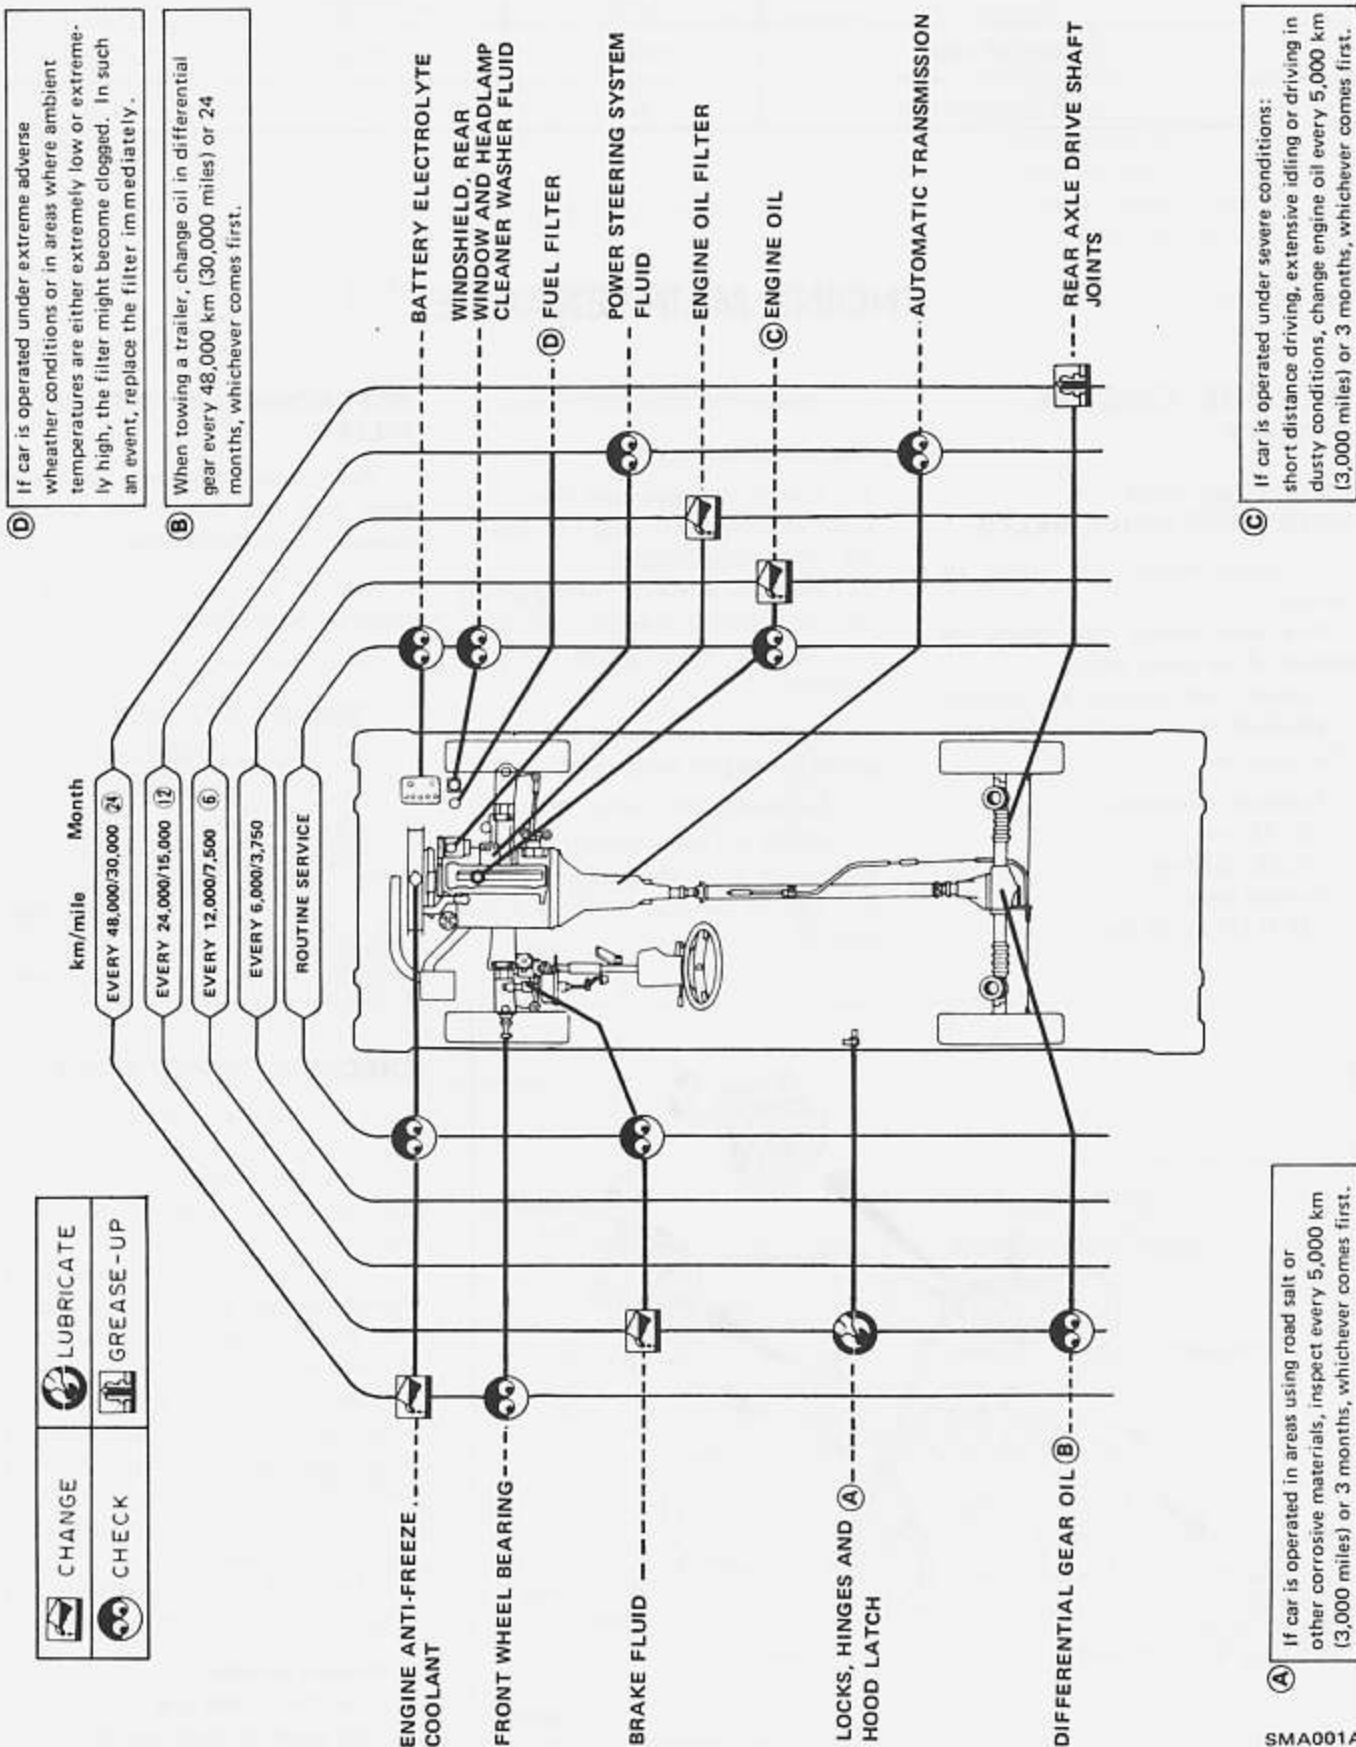 CHANGE
LUBRICATE
CHECK
GREASE-UP
km/mile Month
EVERY 48,000/30,000 24
EVERY 24,000/15,000 12
EVERY 12,000/7,500 6
EVERY 6,000/3,750
ROUTINE SERVICE
D If car is operated under extreme adverse
wheather conditions or in areas where ambient
temperatures are either extremely low or extreme-
ly high, the filter might become clogged. In such
an event, replace the filter immediately.
B When towing a trailer, change oil in differential
gear every 48,000 km (30,000 miles) or 24
months, whichever comes first.
ENGINE ANTI-FREEZE
COOLANT
FRONT WHEEL BEARING
BRAKE FLUID
LOCKS, HINGES AND A
HOOD LATCH
DIFFERENTIAL GEAR OIL B
BATTERY ELECTROLYTE
WINDSHIELD, REAR
WINDOW AND HEADLAMP
CLEANER WASHER FLUID
D FUEL FILTER
POWER STEERING SYSTEM
FLUID
ENGINE OIL FILTER
C ENGINE OIL
AUTOMATIC TRANSMISSION
REAR AXLE DRIVE SHAFT
JOINTS
A If car is operated in areas using road salt or
other corrosive materials, inspect every 5,000 km
(3,000 miles) or 3 months, whichever comes first.
C If car is operated under severe conditions:
short distance driving, extensive idling or driving in
dusty conditions, change engine oil every 5,000 km
(3,000 miles) or 3 months, whichever comes first.
SMA001A